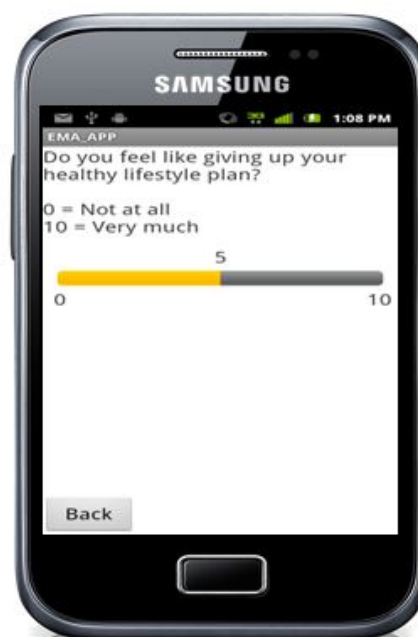 SAMSUNG
3G
1:08 PM
EMA_APP
Do you feel like giving up your
healthy lifestyle plan?
0 = Not at all
10 = Very much
5
0 10
Back